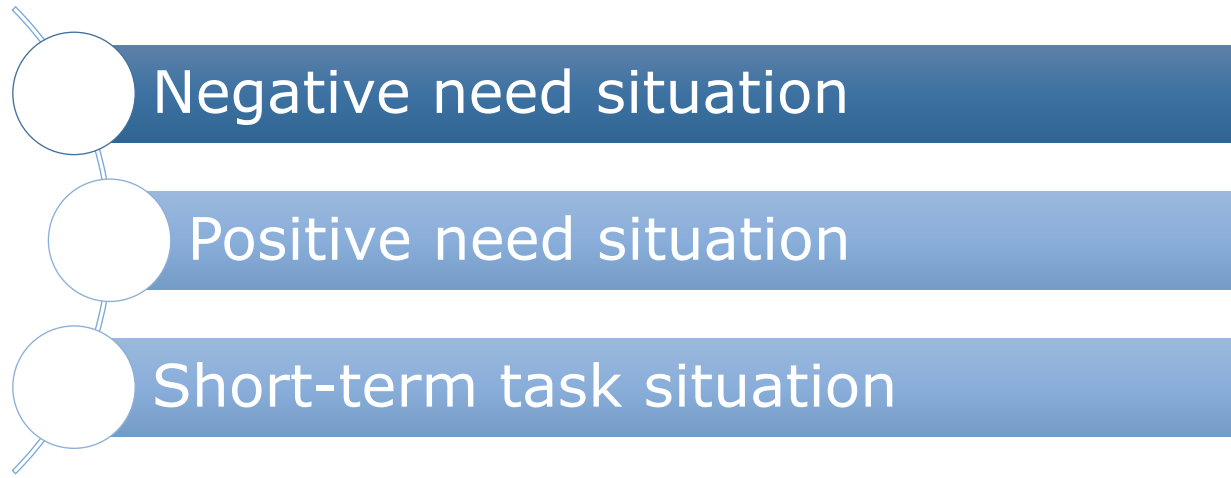 Negative need situation
Positive need situation
Short-term task situation